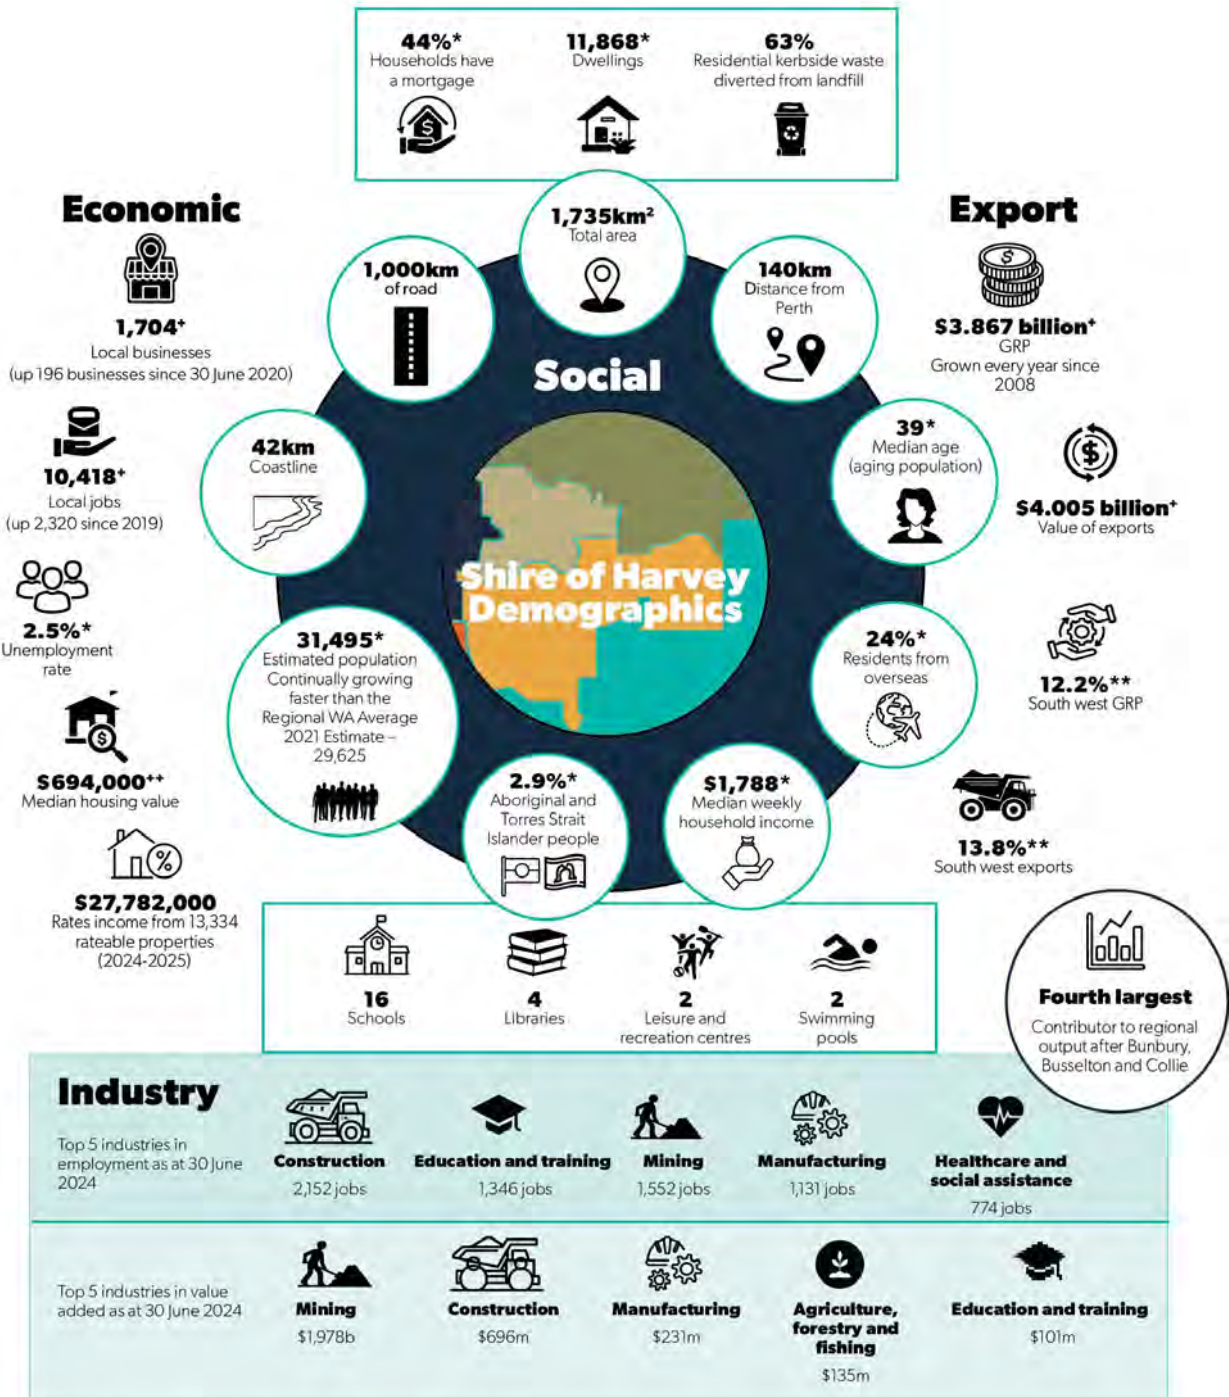 44%*
Households have
a mortgage
11,868*
Dwellings
63%
Residential kerbside waste
diverted from landfill
Economic
1,704+
Local businesses
(up 196 businesses since 30 June 2020)
10,418+
Local jobs
(up 2,320 since 2019)
2.5%*
Unemployment
rate
$694,000++
Median housing value
$27,782,000
Rates income from 13,334
rateable properties
(2024-2025)
Social
1,735km²
Total area
1,000km
of road
140km
Distance from
Perth
42km
Coastline
39*
Median age
(aging population)
Shire of Harvey
Demographics
31,495*
Estimated population
Continually growing
faster than the
Regional WA Average
2021 Estimate –
29,625
24%*
Residents from
overseas
2.9%*
Aboriginal and
Torres Strait
Islander people
$1,788*
Median weekly
household income
Export
$3.867 billion+
GRP
Grown every year since
2008
$4.005 billion+
Value of exports
12.2%**
South west GRP
13.8%**
South west exports
Fourth largest
Contributor to regional
output after Bunbury,
Busselton and Collie
16
Schools
4
Libraries
2
Leisure and
recreation centres
2
Swimming
pools
Industry
Top 5 industries in
employment as at 30 June
2024
Construction
2,152 jobs
Education and training
1,346 jobs
Mining
1,552 jobs
Manufacturing
1,131 jobs
Healthcare and
social assistance
774 jobs
Top 5 industries in value
added as at 30 June 2024
Mining
$1,978b
Construction
$696m
Manufacturing
$231m
Agriculture,
forestry and
fishing
$135m
Education and training
$101m